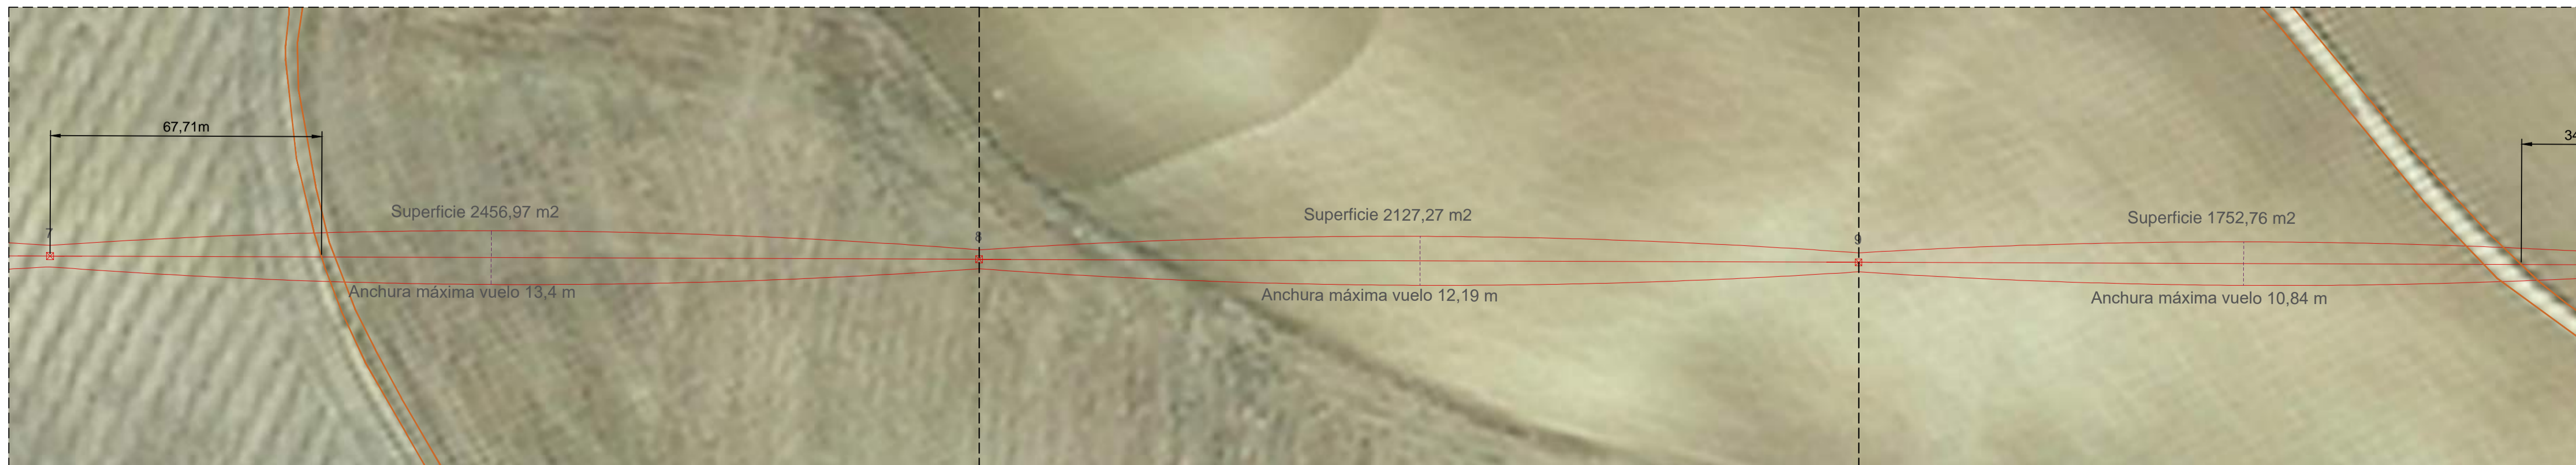 67,71m
34
Superficie 2456,97 m2
Superficie 2127,27 m2
Superficie 1752,76 m2
7
8
9
Anchura máxima vuelo 13,4 m
Anchura máxima vuelo 12,19 m
Anchura máxima vuelo 10,84 m